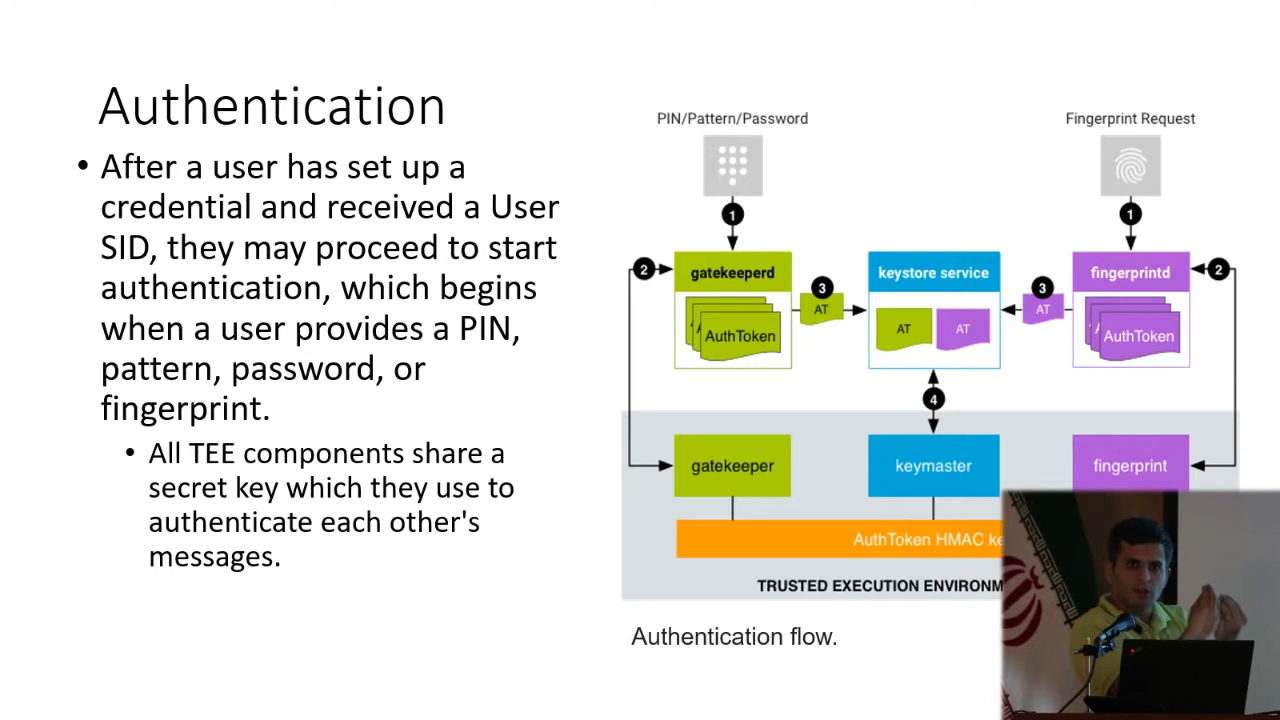 Authentication
• After a user has set up a
credential and received a User
SID, they may proceed to start
authentication, which begins
when a user provides a PIN,
pattern, password, or
fingerprint.
• All TEE components share a
secret key which they use to
authenticate each other's
messages.
PIN/Pattern/Password
Fingerprint Request
1
1
2
gatekeeperd
3
keystore service
3
fingerprintd
2
AuthToken
AT
AT
AT
AT
AuthToken
4
gatekeeper
keymaster
fingerprint
AuthToken HMAC ke
TRUSTED EXECUTION ENVIRONM
Authentication flow.